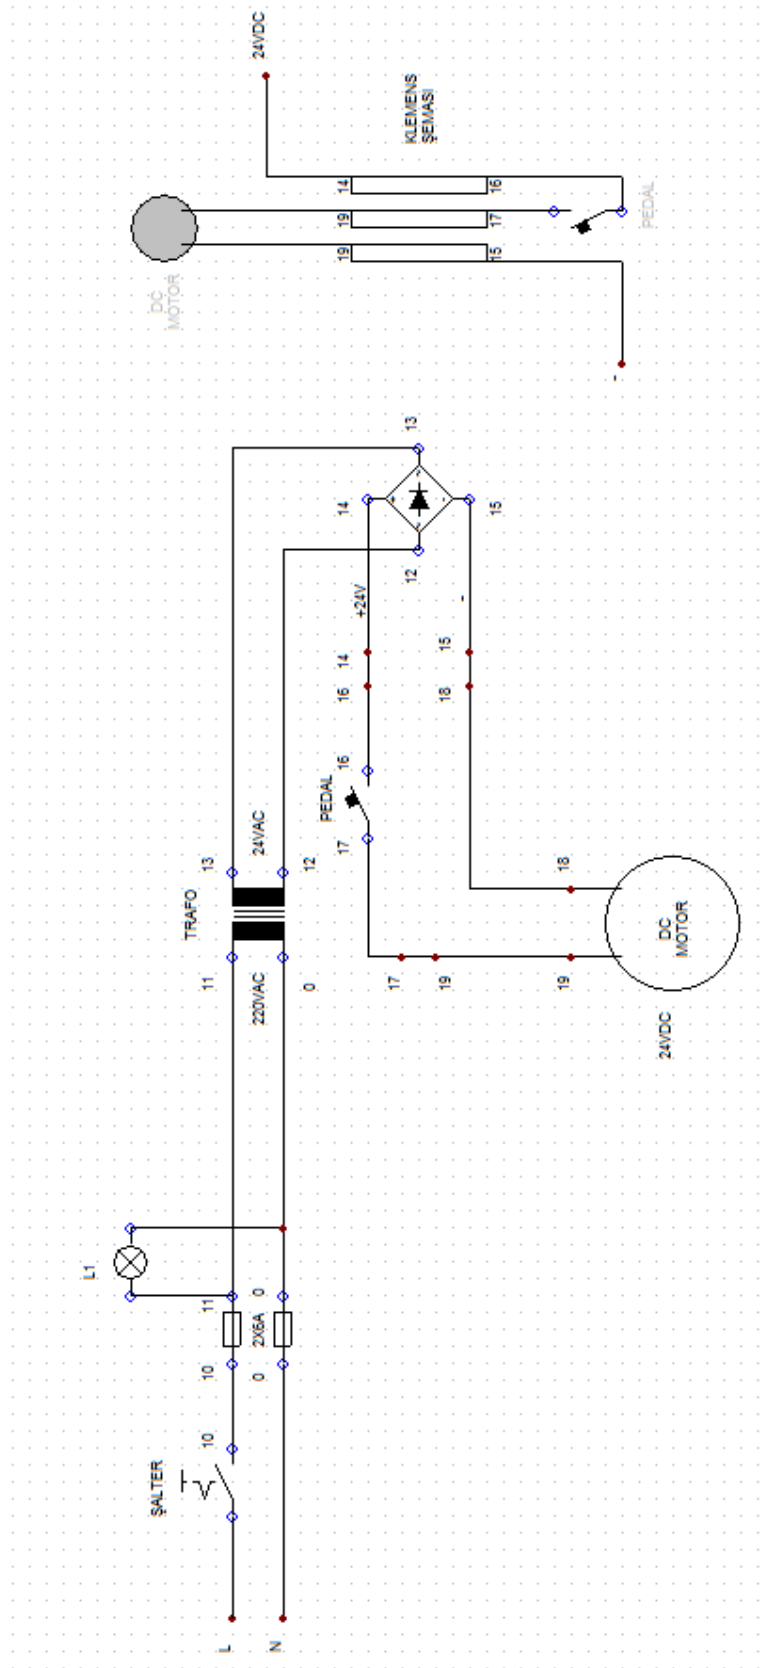 L
N
ŞALTER
10
10
0
2X6A
11
0
L1
11
220VAC
0
TRAFO
13
24VAC
12
17
PEDAL
16
16
14
+24V
14
13
12
15
-
15
18
17
19
19
18
DC
MOTOR
24VDC
DC
MOTOR
24VDC
KLEMENS
ŞEMASI
14
16
19
17
19
15
PEDAL
-